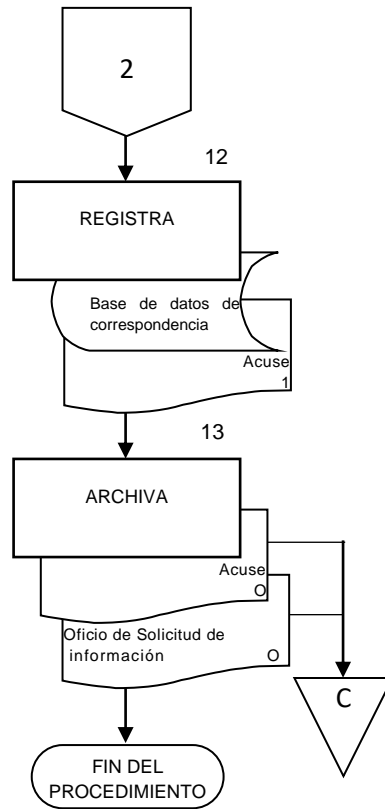 2
12
REGISTRA
Base de datos de
correspondencia
Acuse
1
13
ARCHIVA
Acuse
O
Oficio de Solicitud de
información
O
C
FIN DEL
PROCEDIMIENTO